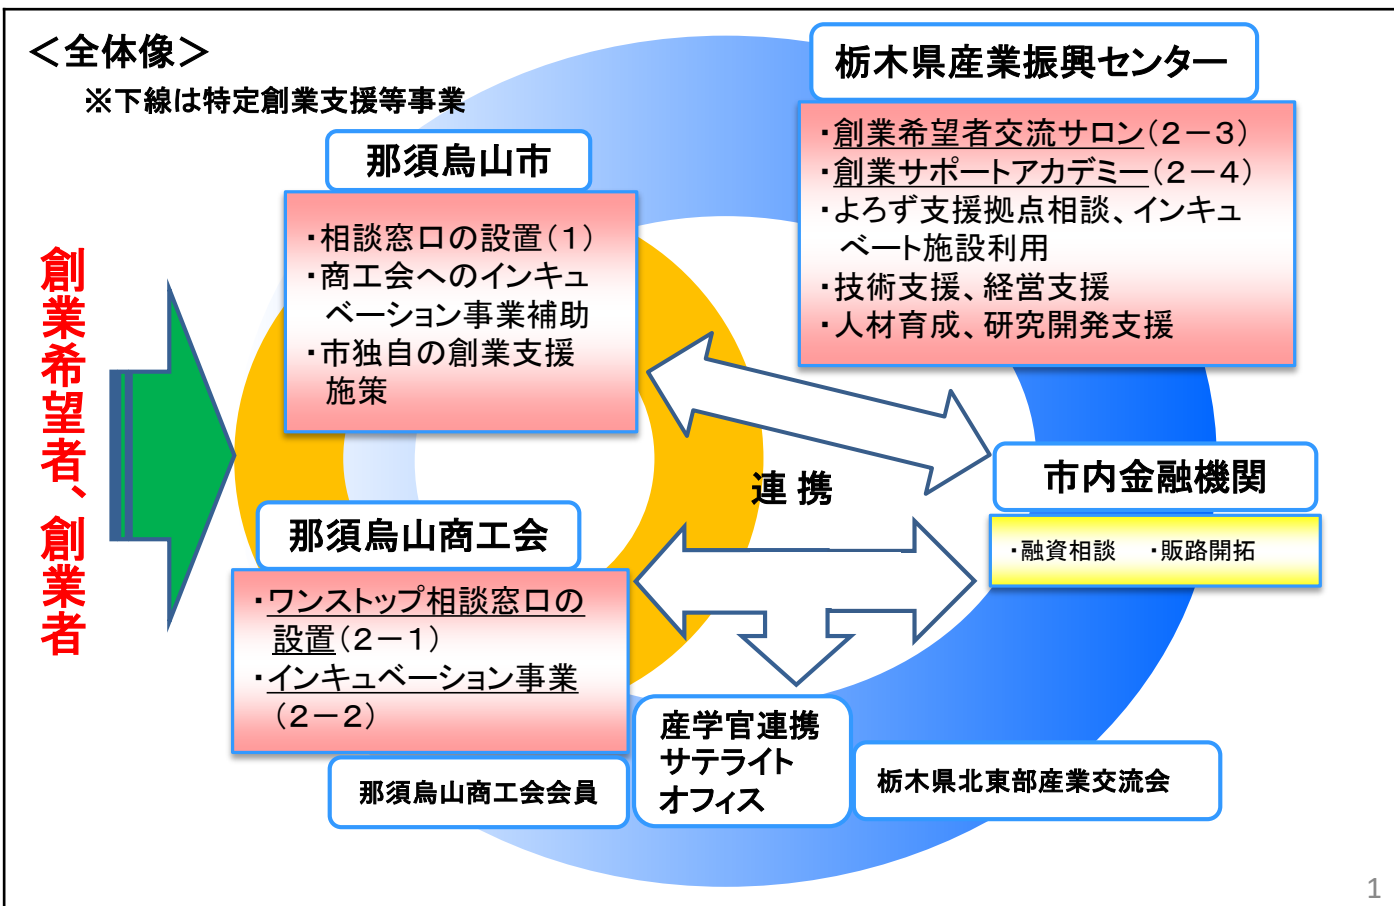 ＜全体像＞
※下線は特定創業支援等事業
創業希望者、創業者
那須烏山市
・相談窓口の設置（１）
・商工会へのインキュ
ベーション事業補助
・市独自の創業支援
施策
栃木県産業振興センター
・創業希望者交流サロン（２－３）
・創業サポートアカデミー（２－４）
・よろず支援拠点相談、インキュ
ベート施設利用
・技術支援、経営支援
・人材育成、研究開発支援
連 携
市内金融機関
・融資相談　・販路開拓
那須烏山商工会
・ワンストップ相談窓口の
設置（２－１）
・インキュベーション事業
（２－２）
那須烏山商工会会員
産学官連携
サテライト
オフィス
栃木県北東部産業交流会
1